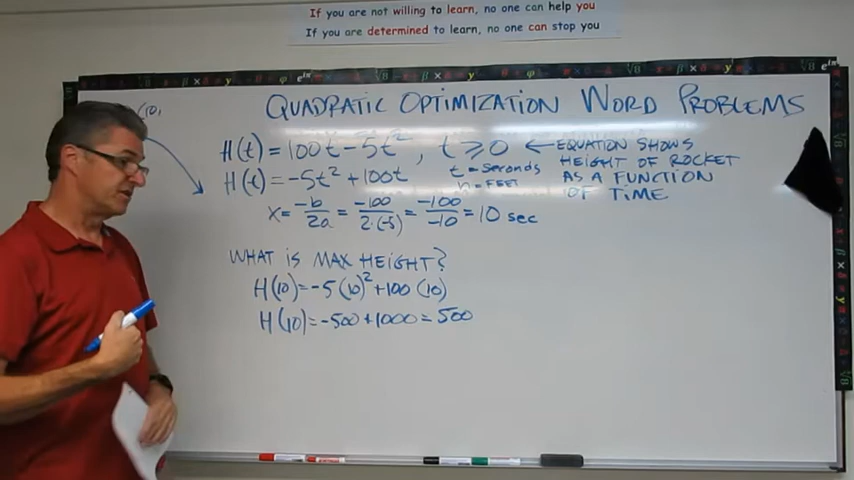 If you are not willing to learn, no one can help you
If you are determined to learn, no one can stop you
QUADRATIC OPTIMIZATION WORD PROBLEMS
(10,
H(t) = 100t - 5t², t ≥ 0 ← EQUATION SHOWS
HEIGHT OF ROCKET
AS A FUNCTION
OF TIME
t = seconds
h = FEET
H(t) = -5t² + 100t
x = -b/2a = -100/2·(-5) = -100/-10 = 10 sec
WHAT IS MAX HEIGHT?
H(10) = -5(10)² + 100(10)
H(10) = -500 + 1000 = 500